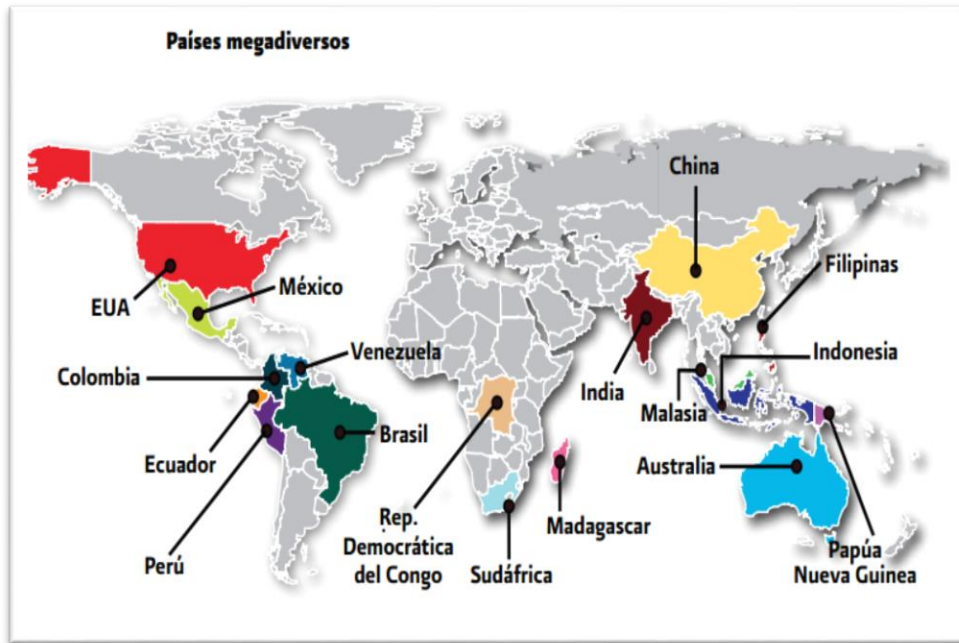 Países megadiversos
China
Filipinas
EUA
México
Venezuela
Indonesia
Colombia
India
Malasia
Ecuador
Brasil
Australia
Perú
Rep.
Democrática
del Congo
Sudáfrica
Madagascar
Papúa
Nueva Guinea